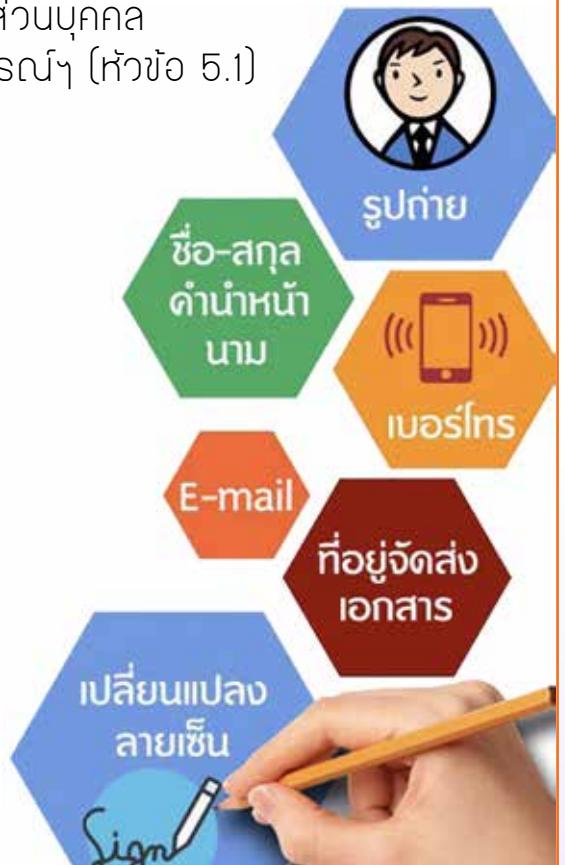 ส่วนบุคคล
รณ์ฯ (หัวข้อ 5.1)
รูปถ่าย
ชื่อ-สกุล
คำนำหน้า
นาม
เบอร์โทร
E-mail
ที่อยู่จัดส่ง
เอกสาร
เปลี่ยนแปลง
ลายเซ็น
Sign